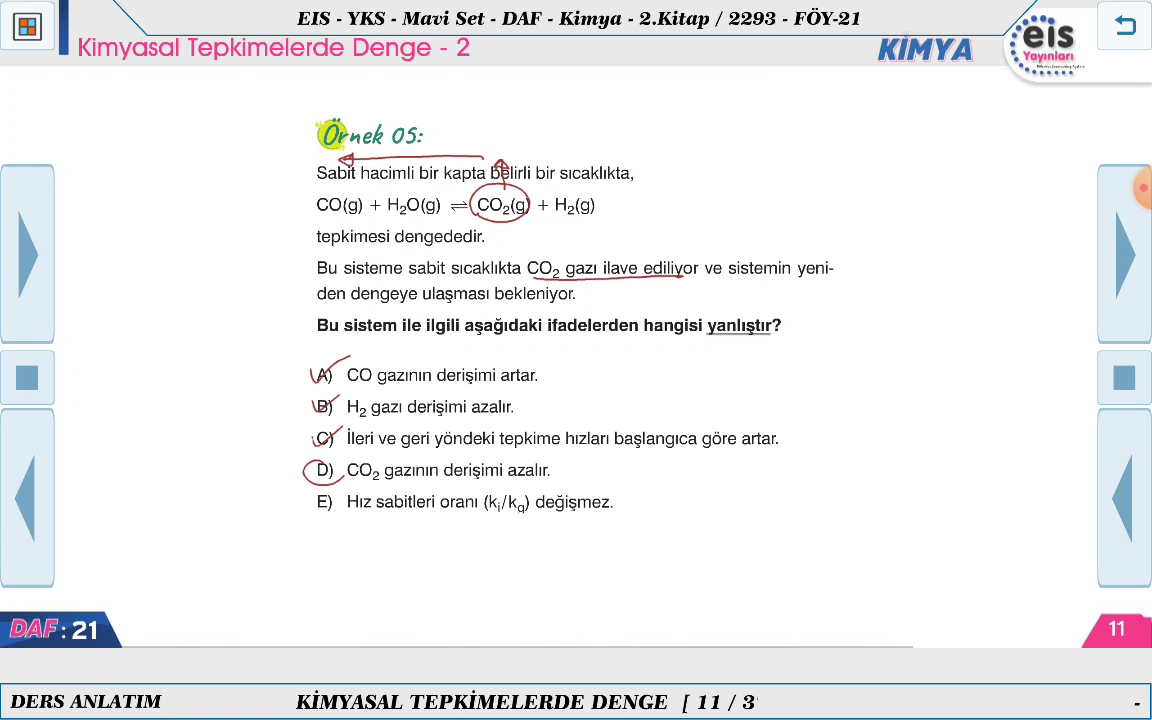 EIS - YKS - Mavi Set - DAF - Kimya - 2.Kitap / 2293 - FÖY-21
Kimyasal Tepkimelerde Denge - 2
KİMYA
eis
Yayınları
Örnek 05:
Sabit hacimli bir kapta belirli bir sıcaklıkta,
CO(g) + H₂O(g) ⇌ CO₂(g) + H₂(g)
tepkimesi dengededir.
Bu sisteme sabit sıcaklıkta CO₂ gazı ilave ediliyor ve sistemin yeni-
den dengeye ulaşması bekleniyor.
Bu sistem ile ilgili aşağıdaki ifadelerden hangisi yanlıştır?
A) CO gazının derişimi artar.
B) H₂ gazı derişimi azalır.
C) İleri ve geri yöndeki tepkime hızları başlangıca göre artar.
D) CO₂ gazının derişimi azalır.
E) Hız sabitleri oranı (kᵢ/k_g) değişmez.
DAF : 21
11
DERS ANLATIM
KİMYASAL TEPKİMELERDE DENGE [ 11 / 3
-